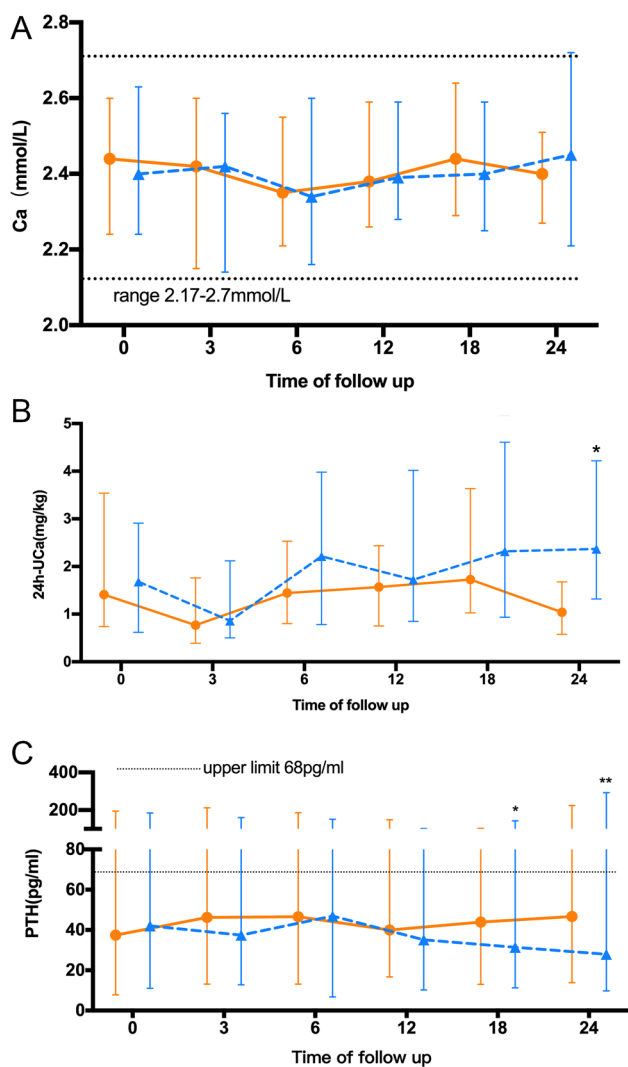 A
2.8
2.6
2.4
2.2
2.0
Ca (mmol/L)
range 2.17-2.7mmol/L
0 3 6 12 18 24
Time of follow up
B
5
4
3
2
1
0
24h-UCa(mg/kg)
*
0 3 6 12 18 24
Time of follow up
C
upper limit 68pg/ml
400
200
80
60
40
20
0
PTH(pg/ml)
* **
0 3 6 12 18 24
Time of follow up